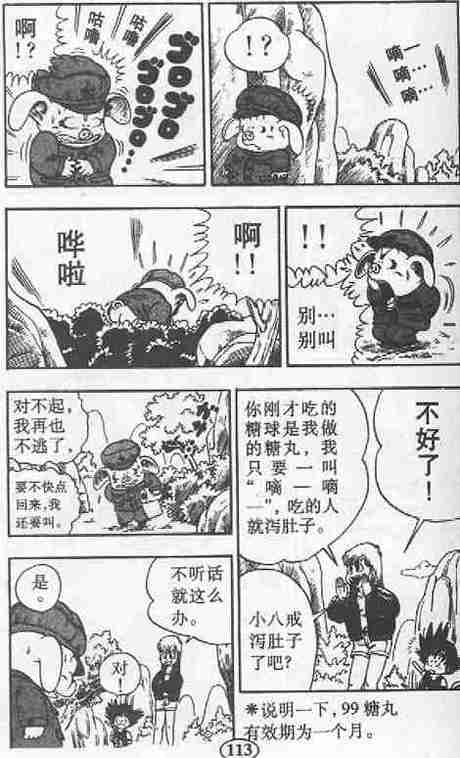 嘀一
嘀…
嘀…
！？
咕噜
咕噜
ゴロゴロ
ゴロゴロ…
啊！？
！！
别…
别叫
啊！！
哗啦
不好了！
你刚才吃的
糖球是我做
的糖丸，我
只要一叫
“嘀一嘀
一”，吃的人
就泻肚子。
小八戒
泻肚子
了吧？
＊说明一下，99糖丸
有效期为一个月。
对不起，
我再也
不逃了，
要不快点
回来，我
还要叫。
不听话
就这么
办。
对！
是。
113